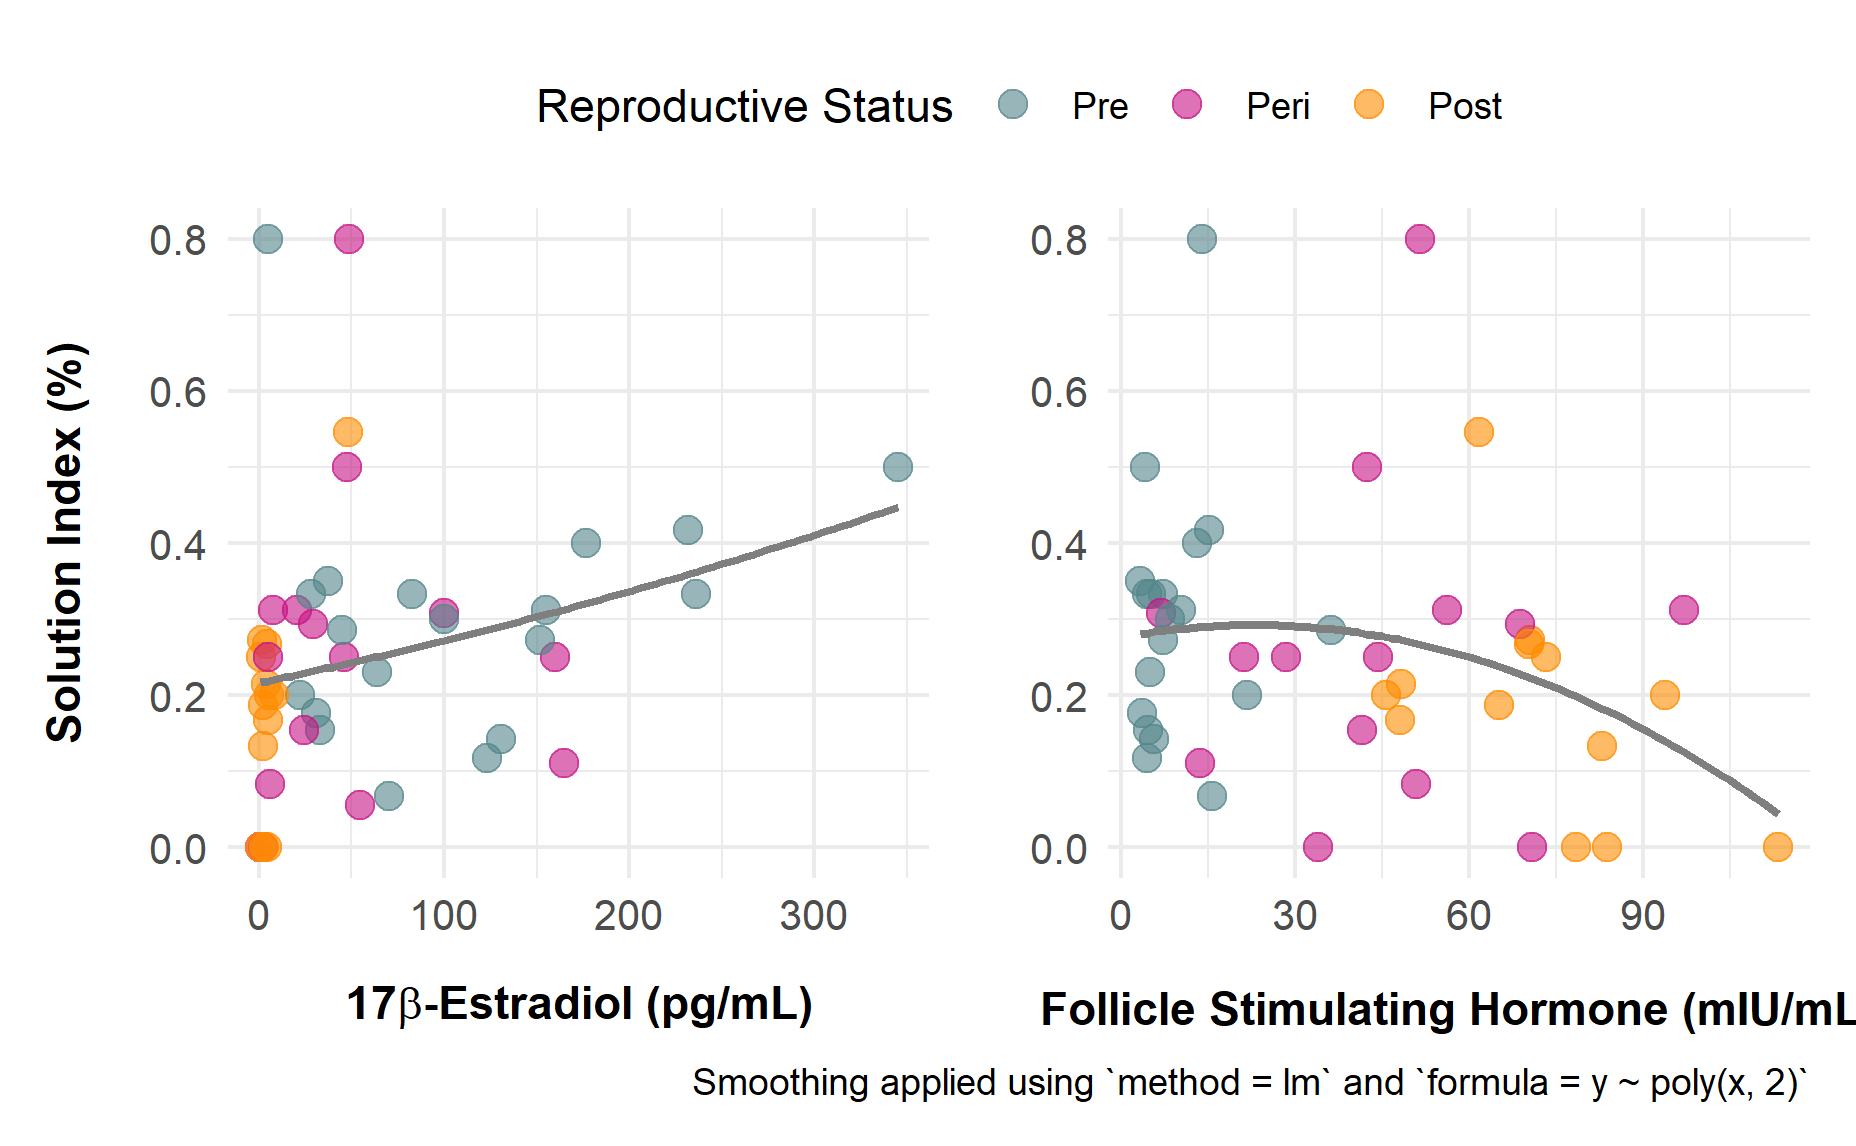 Reproductive Status Pre Peri Post
Solution Index (%)
0.8
0.6
0.4
0.2
0.0
0 100 200 300
17β-Estradiol (pg/mL)
0.8
0.6
0.4
0.2
0.0
0 30 60 90
Follicle Stimulating Hormone (mIU/mL
Smoothing applied using `method = lm` and `formula = y ~ poly(x, 2)`